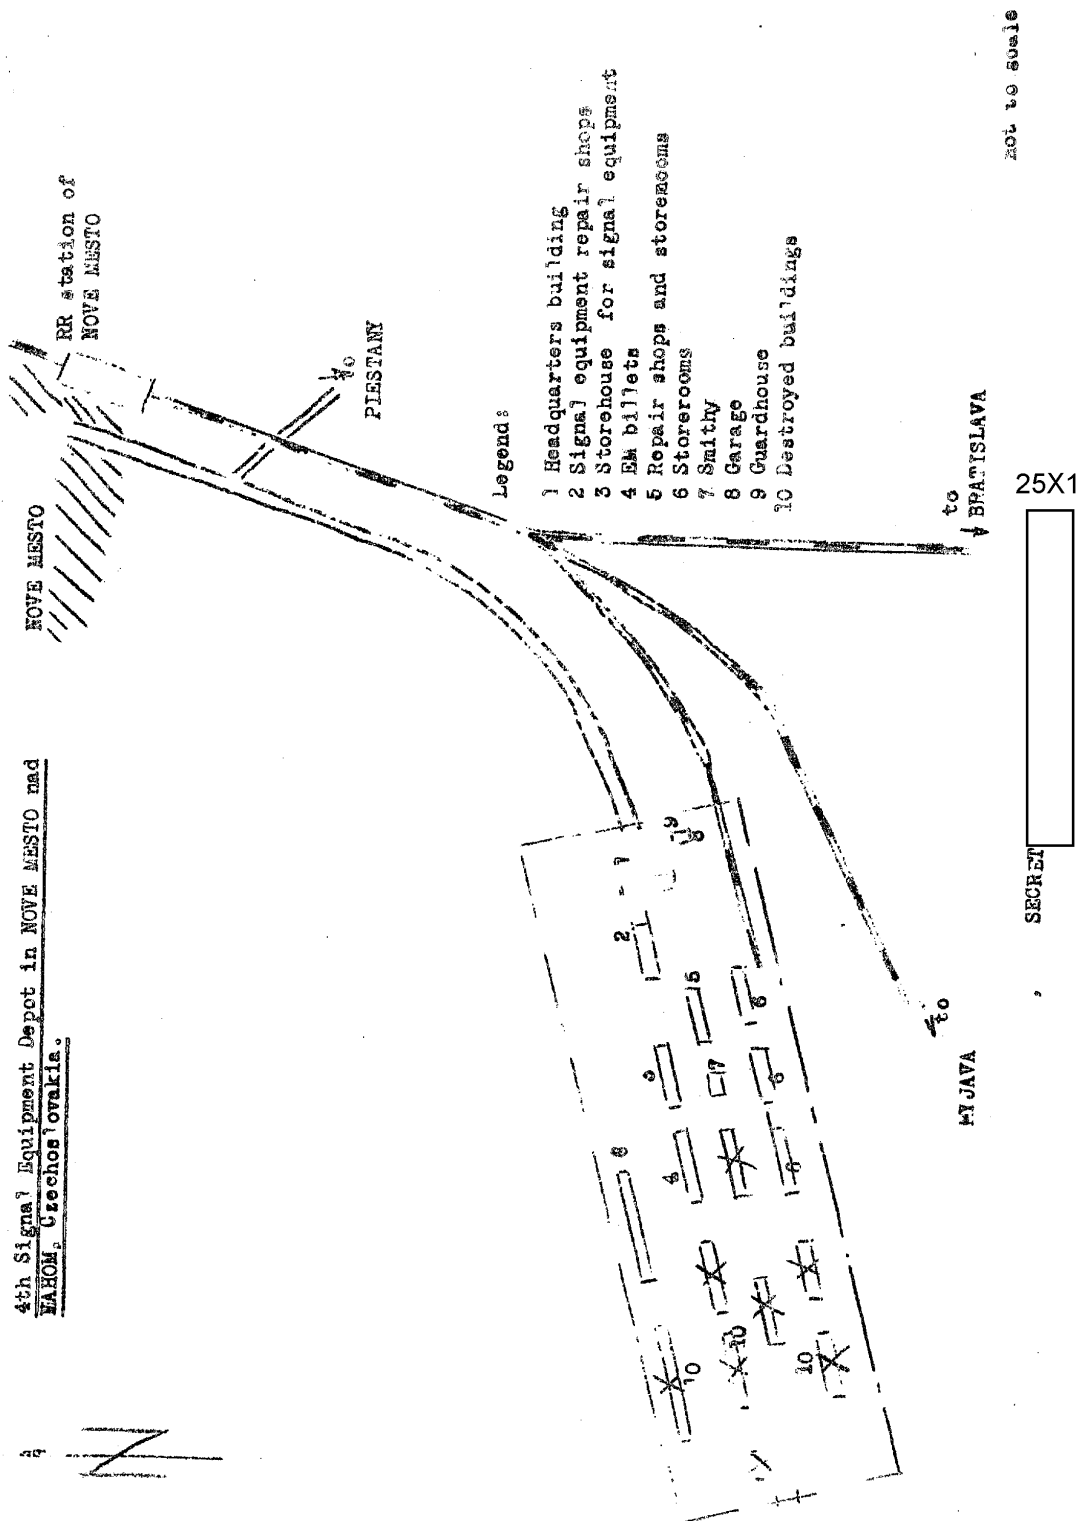 4th Signal Equipment Depot in NOVE MESTO nad
MAHOM, Czechoslovakia.
NOVE MESTO
RR station of
NOVE MESTO
to
PIESTANY
Legend:
1 Headquarters building
2 Signal equipment repair shops
3 Storehouse for signal equipment
4 EM billets
5 Repair shops and storerooms
6 Storerooms
7 Smithy
8 Garage
9 Guardhouse
10 Destroyed buildings
to
BRATISLAVA
to
MYJAVA
1
2
9
8
5
6
7
6
4
6
8
10
10
10
not to scale
SECRET
25X1